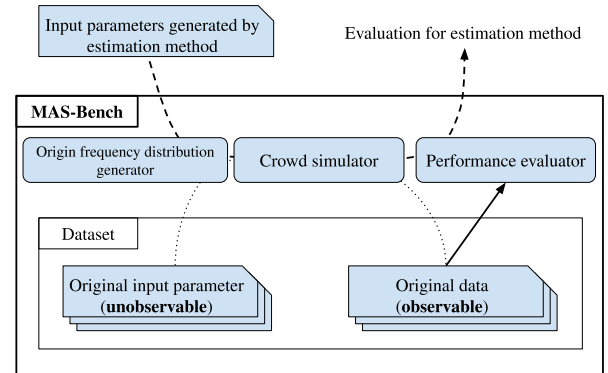 Input parameters generated by
estimation method
Evaluation for estimation method
MAS-Bench
Origin frequency distribution
generator
Crowd simulator
Performance evaluator
Dataset
Original input parameter
(unobservable)
Original data
(observable)